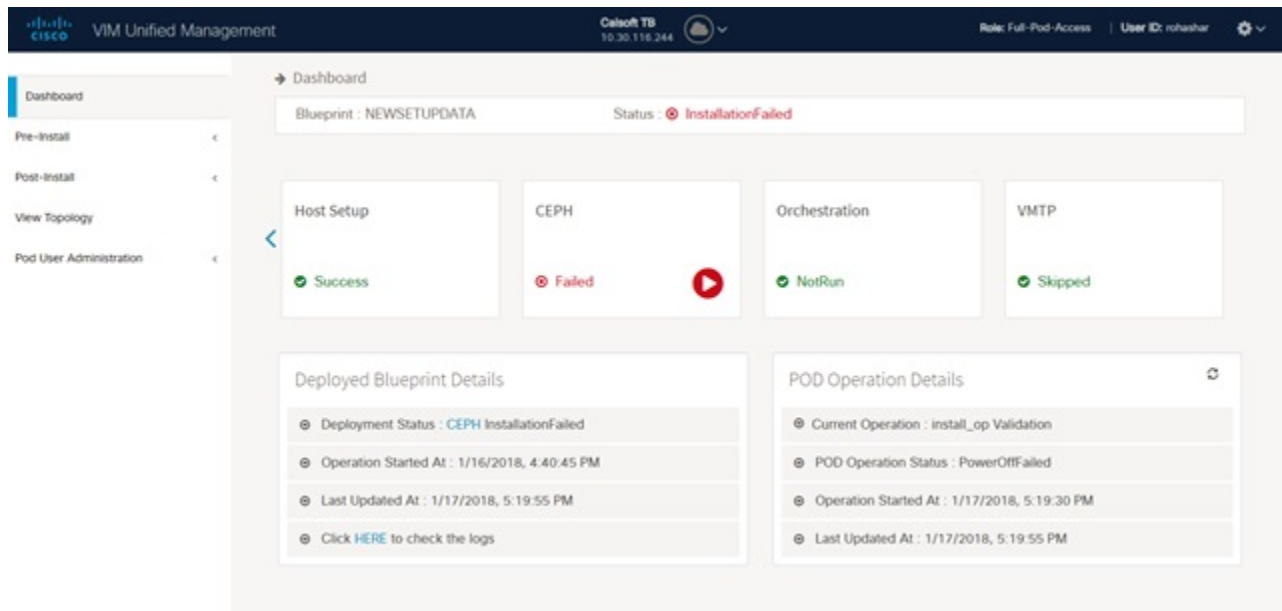 CISCO VIM Unified Management
Calsoft TB
10.30.116.244
Role: Full-Pod-Access | User ID: rohashar
Dashboard
Pre-Install
Post-Install
View Topology
Pod User Administration
Dashboard
Blueprint : NEWSETUPDATA Status : InstallationFailed
Host Setup
Success
CEPH
Failed
Orchestration
NotRun
VMTP
Skipped
Deployed Blueprint Details
Deployment Status : CEPH InstallationFailed
Operation Started At : 1/16/2018, 4:40:45 PM
Last Updated At : 1/17/2018, 5:19:55 PM
Click HERE to check the logs
POD Operation Details
Current Operation : install_op Validation
POD Operation Status : PowerOffFailed
Operation Started At : 1/17/2018, 5:19:30 PM
Last Updated At : 1/17/2018, 5:19:55 PM